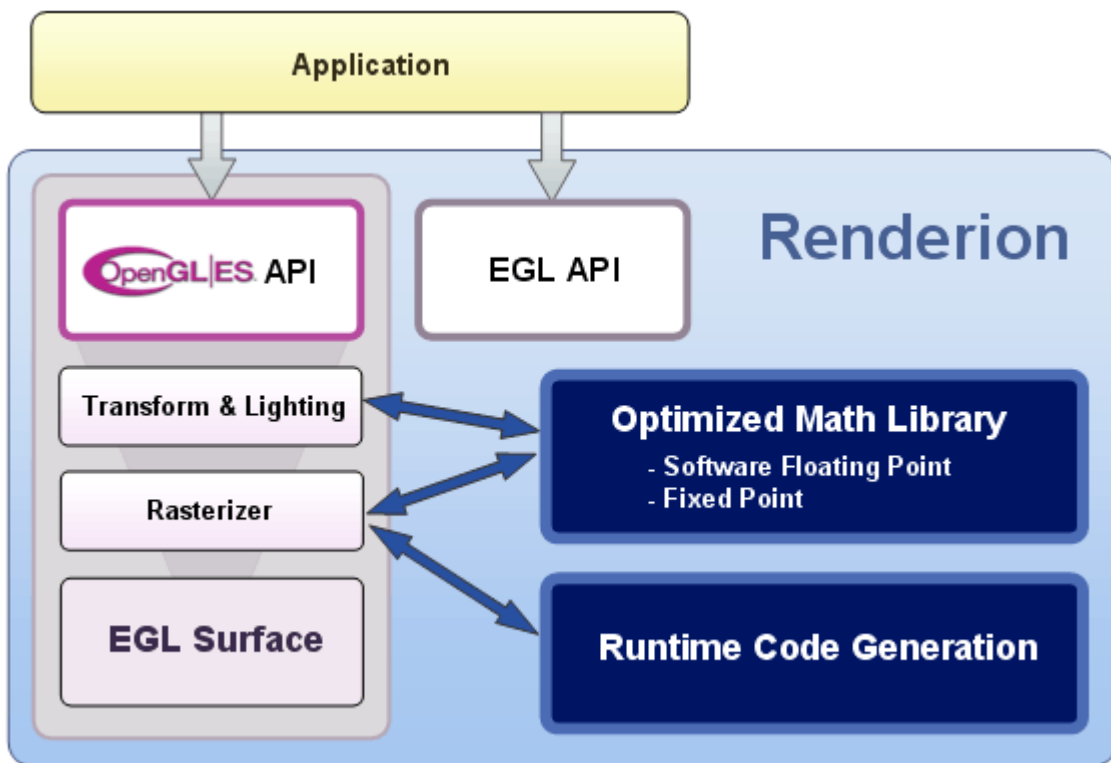 Application
OpenGL|ES. API
EGL API
Renderion
Transform & Lighting
Rasterizer
EGL Surface
Optimized Math Library
- Software Floating Point
- Fixed Point
Runtime Code Generation